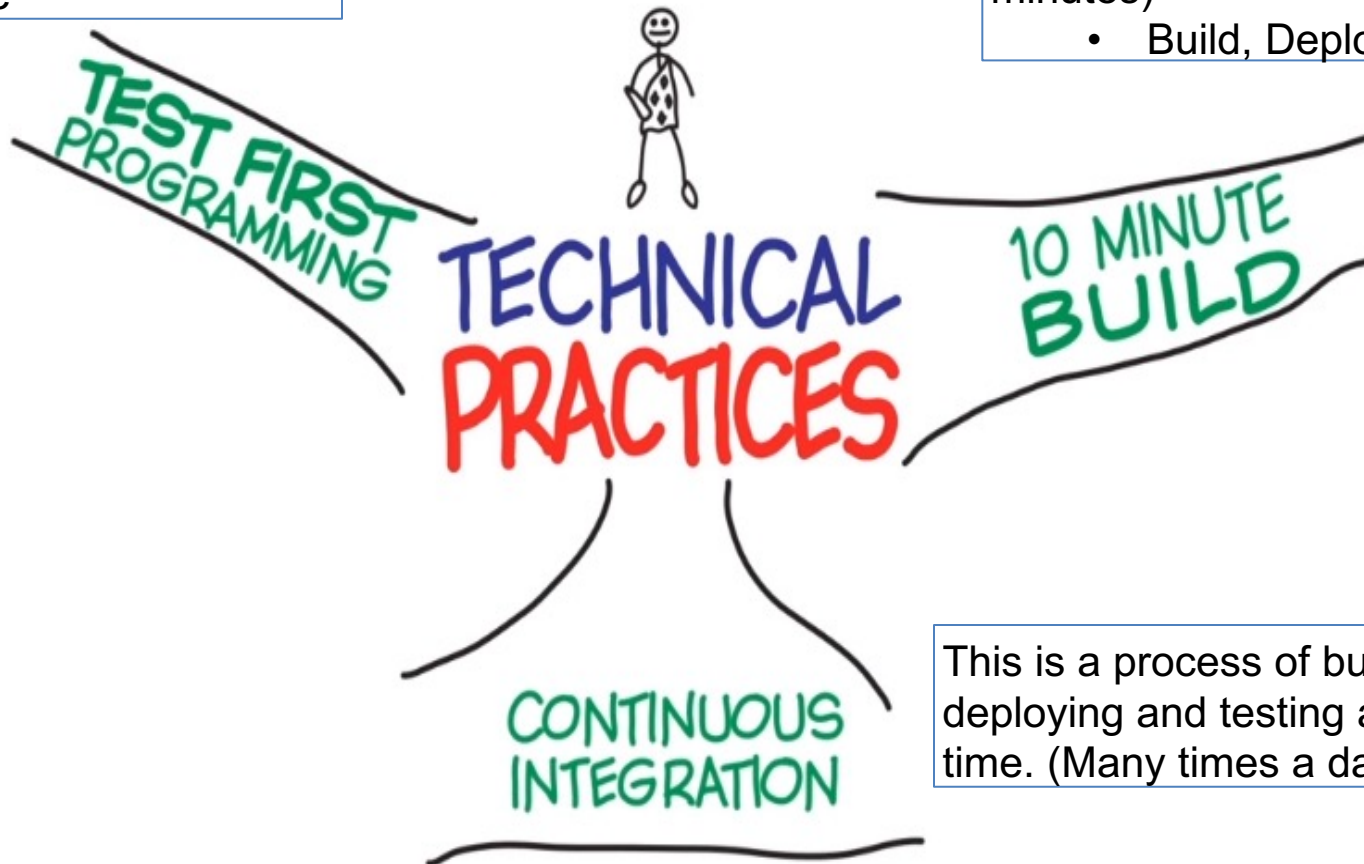 minutes)
• Build, Deplo
TEST FIRST
PROGRAMMING
TECHNICAL
PRACTICES
10 MINUTE
BUILD
This is a process of bu
deploying and testing a
time. (Many times a da
CONTINUOUS
INTEGRATION